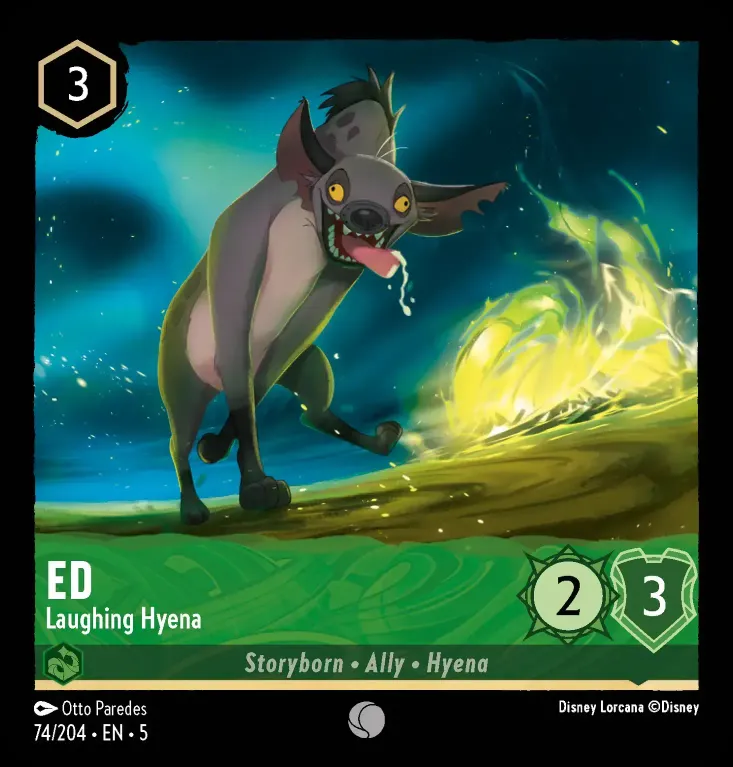 3
ED
Laughing Hyena
2
3
Storyborn • Ally • Hyena
Otto Paredes
Disney Lorcana ©Disney
74/204 • EN • 5